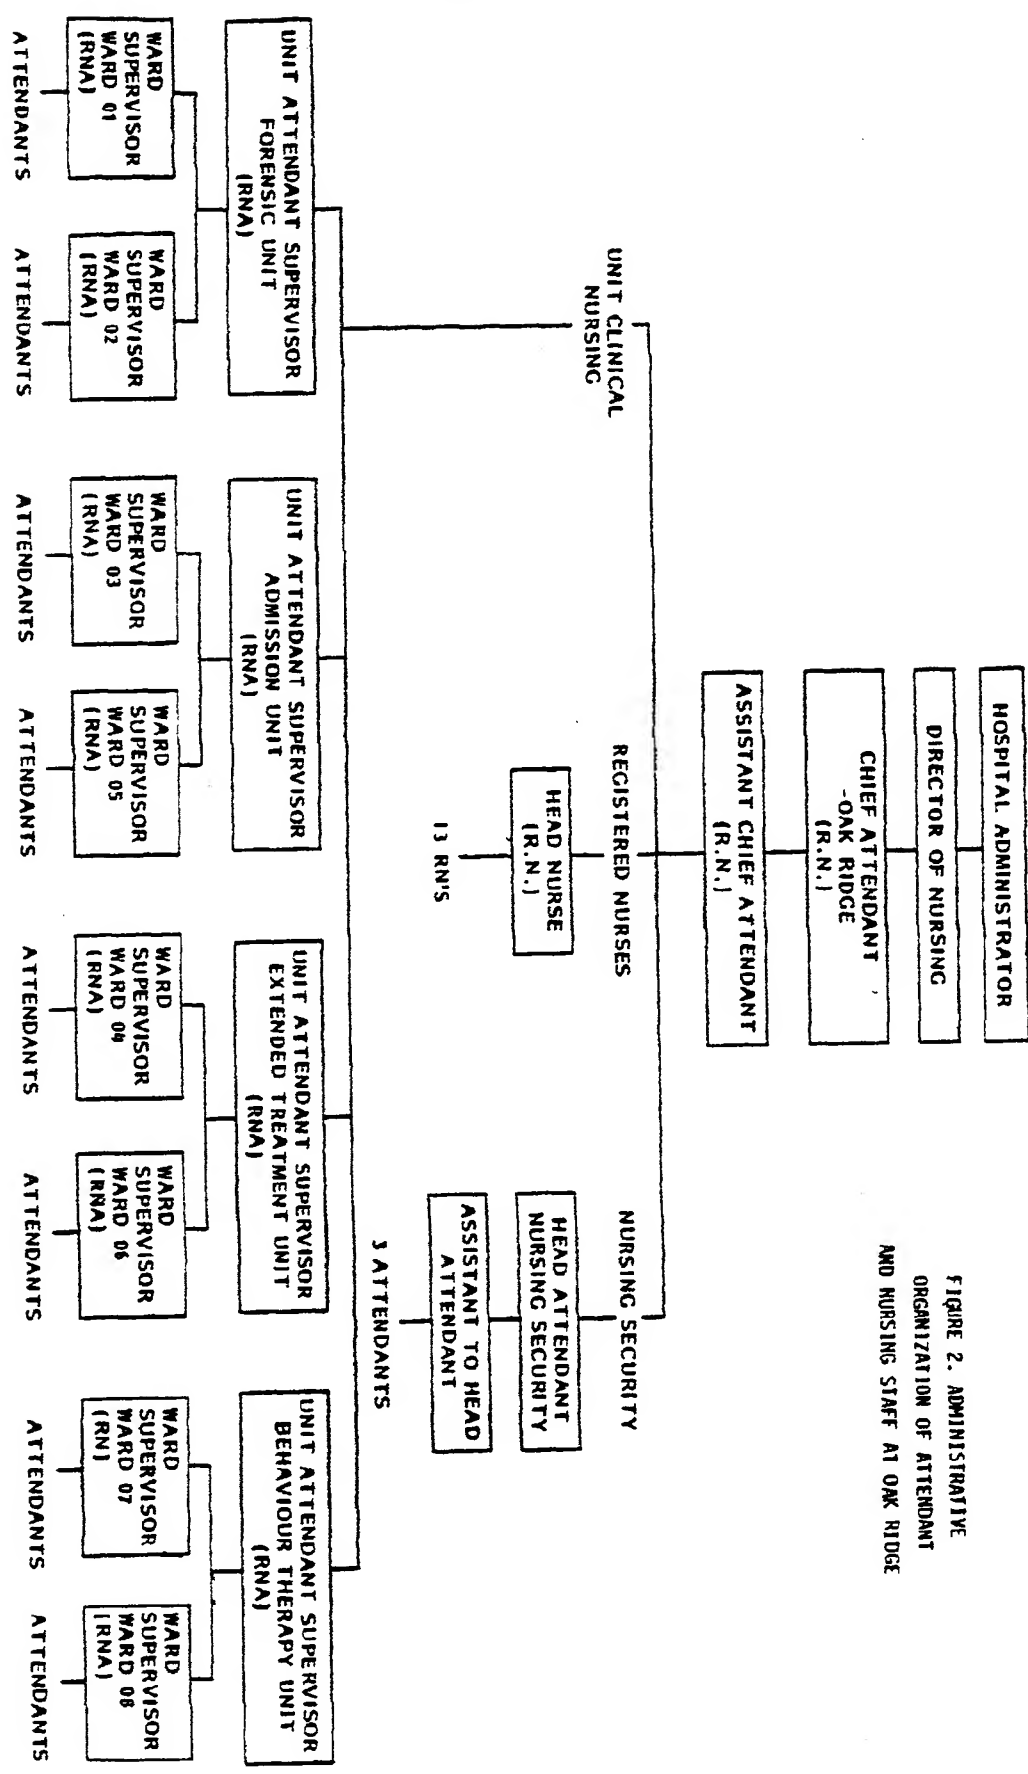 FIGURE 2. ADMINISTRATIVE
ORGANIZATION OF ATTENDANT
AND NURSING STAFF AT OAK RIDGE
HOSPITAL ADMINISTRATOR
DIRECTOR OF NURSING
CHIEF ATTENDANT
-OAK RIDGE
(R.N.)
ASSISTANT CHIEF ATTENDANT
(R.N.)
UNIT CLINICAL
NURSING
REGISTERED NURSES
HEAD NURSE
(R.N.)
13 RN'S
NURSING SECURITY
HEAD ATTENDANT
NURSING SECURITY
ASSISTANT TO HEAD
ATTENDANT
3 ATTENDANTS
UNIT ATTENDANT SUPERVISOR
FORENSIC UNIT
(RNA)
UNIT ATTENDANT SUPERVISOR
ADMISSION UNIT
(RNA)
UNIT ATTENDANT SUPERVISOR
EXTENDED TREATMENT UNIT
(RNA)
UNIT ATTENDANT SUPERVISOR
BEHAVIOUR THERAPY UNIT
(RNA)
WARD
SUPERVISOR
WARD 01
(RNA)
WARD
SUPERVISOR
WARD 02
(RNA)
WARD
SUPERVISOR
WARD 03
(RNA)
WARD
SUPERVISOR
WARD 05
(RNA)
WARD
SUPERVISOR
WARD 04
(RNA)
WARD
SUPERVISOR
WARD 06
(RNA)
WARD
SUPERVISOR
WARD 07
(RN)
WARD
SUPERVISOR
WARD 08
(RNA)
ATTENDANTS
ATTENDANTS
ATTENDANTS
ATTENDANTS
ATTENDANTS
ATTENDANTS
ATTENDANTS
ATTENDANTS